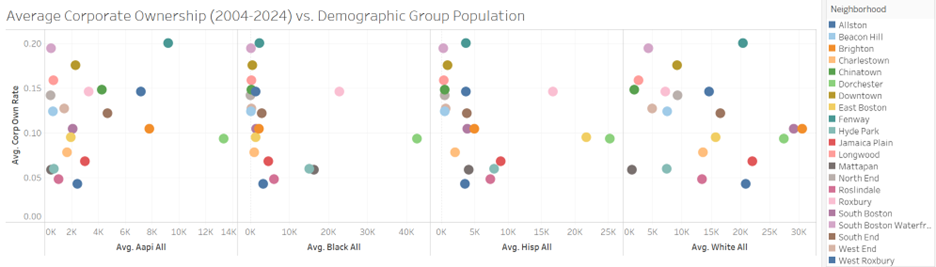 Average Corporate Ownership (2004-2024) vs. Demographic Group Population
Avg. Corp Own Rate
0.20
0.15
0.10
0.05
0.00
0K 2K 4K 6K 8K 10K 12K 14K
0K 10K 20K 30K 40K
0K 5K 10K 15K 20K 25K
0K 5K 10K 15K 20K 25K 30K
Avg. Aapi All
Avg. Black All
Avg. Hisp All
Avg. White All
Neighborhood
Allston
Beacon Hill
Brighton
Charlestown
Chinatown
Dorchester
Downtown
East Boston
Fenway
Hyde Park
Jamaica Plain
Longwood
Mattapan
North End
Roslindale
Roxbury
South Boston
South Boston Waterfr...
South End
West End
West Roxbury